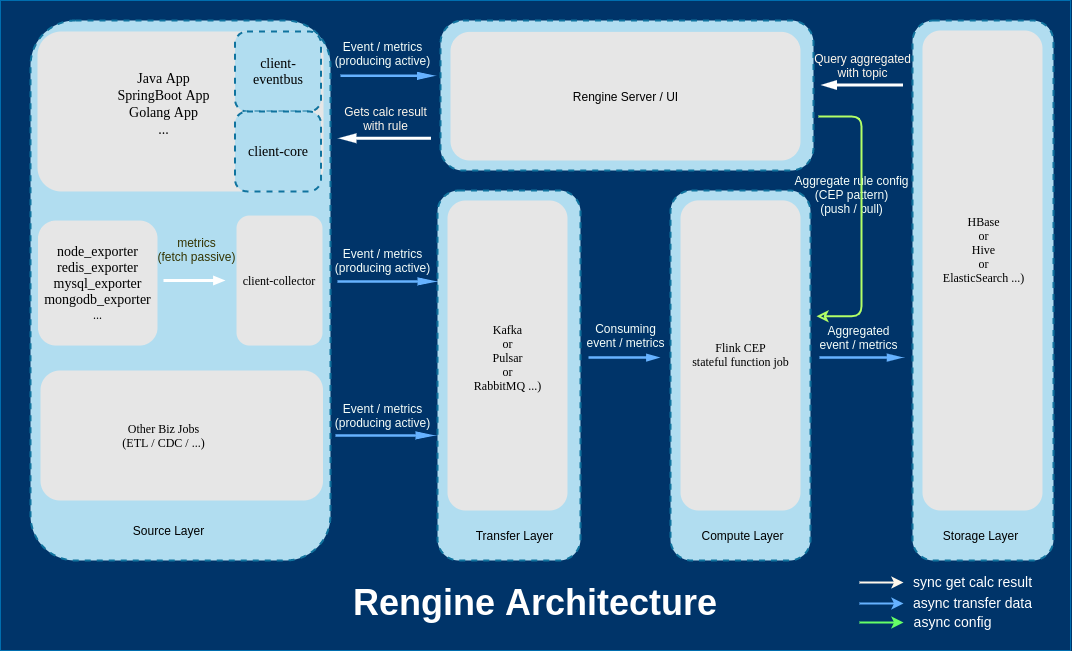 Java App
SpringBoot App
Golang App
...
client-
eventbus
client-core
node_exporter
redis_exporter
mysql_exporter
mongodb_exporter
...
metrics
(fetch passive)
client-collector
Other Biz Jobs
(ETL / CDC / ...)
Source Layer
Event / metrics
(producing active)
Gets calc result
with rule
Event / metrics
(producing active)
Event / metrics
(producing active)
Rengine Server / UI
Kafka
or
Pulsar
or
RabbitMQ ...)
Transfer Layer
Consuming
event / metrics
Flink CEP
stateful function job
Compute Layer
Query aggregated
with topic
Aggregate rule config
(CEP pattern)
(push / pull)
Aggregated
event / metrics
HBase
or
Hive
or
ElasticSearch ...)
Storage Layer
Rengine Architecture
sync get calc result
async transfer data
async config